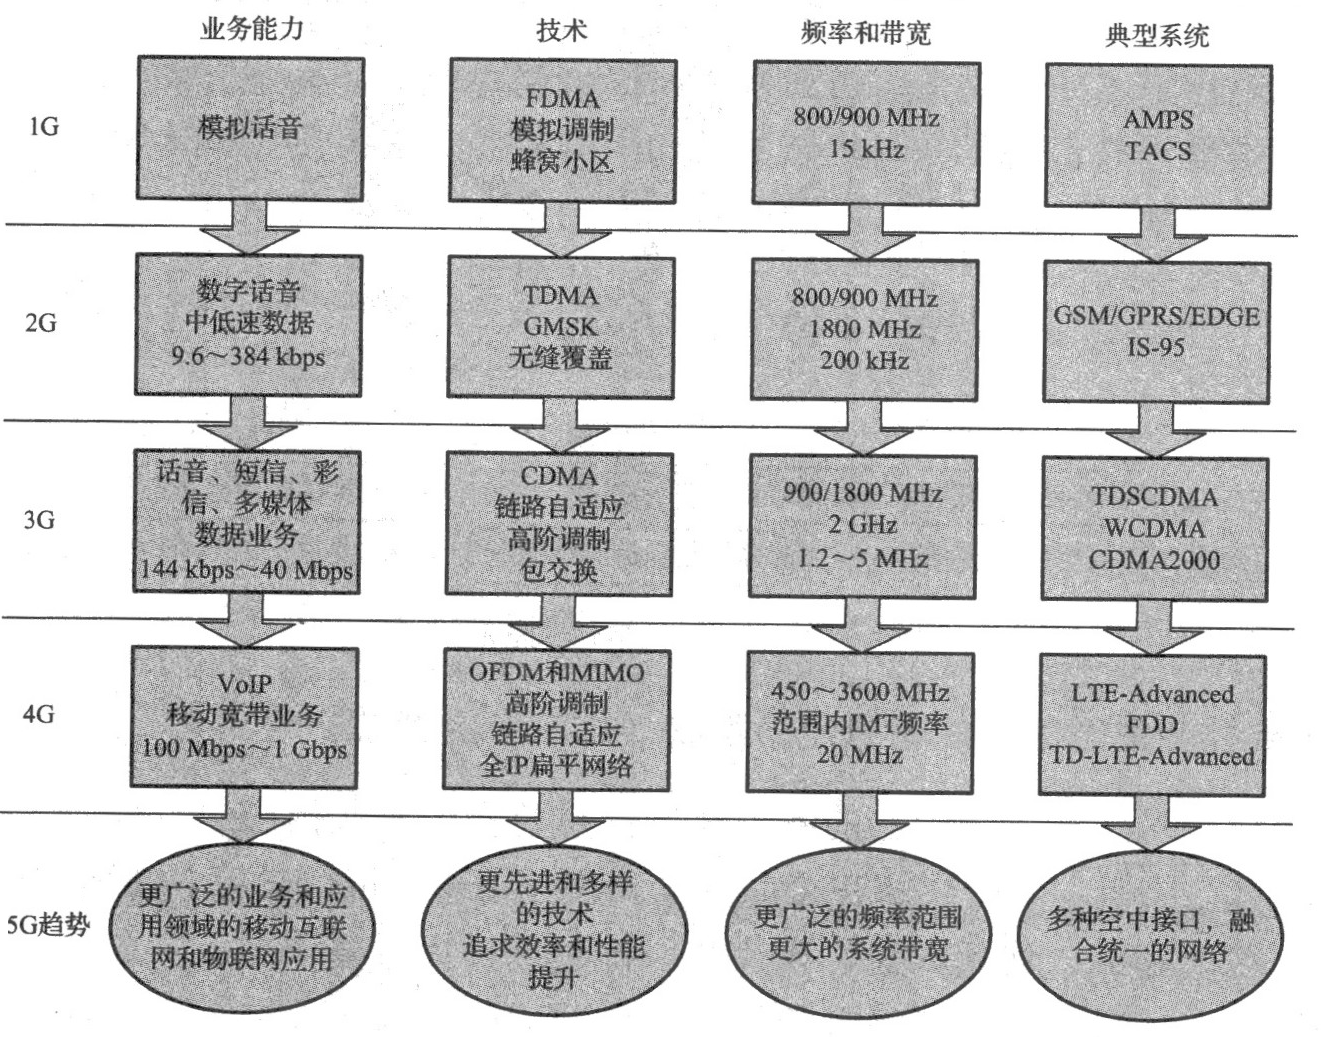 业务能力
技术
频率和带宽
典型系统
1G
模拟话音
FDMA
模拟调制
蜂窝小区
800/900 MHz
15 kHz
AMPS
TACS
2G
数字话音
中低速数据
9.6～384 kbps
TDMA
GMSK
无缝覆盖
800/900 MHz
1800 MHz
200 kHz
GSM/GPRS/EDGE
IS-95
3G
话音、短信、彩
信、多媒体
数据业务
144 kbps～40 Mbps
CDMA
链路自适应
高阶调制
包交换
900/1800 MHz
2 GHz
1.2～5 MHz
TDSCDMA
WCDMA
CDMA2000
4G
VoIP
移动宽带业务
100 Mbps～1 Gbps
OFDM和MIMO
高阶调制
链路自适应
全IP扁平网络
450～3600 MHz
范围内IMT频率
20 MHz
LTE-Advanced
FDD
TD-LTE-Advanced
5G趋势
更广泛的业务和应
用领域的移动互联
网和物联网应用
更先进和多样
的技术
追求效率和性能
提升
更广泛的频率范围
更大的系统带宽
多种空中接口，融
合统一的网络